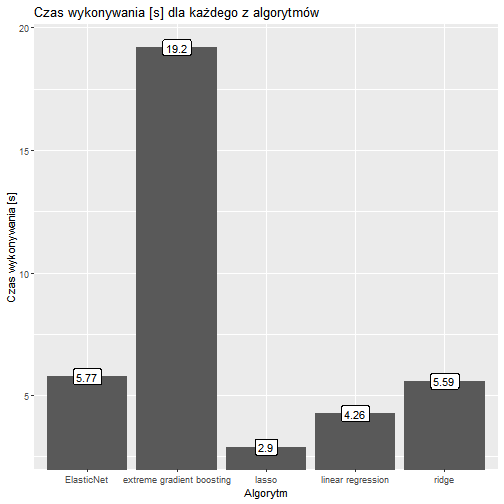 Czas wykonywania [s] dla każdego z algorytmów
20
15
10
5
Czas wykonywania [s]
5.77
19.2
2.9
4.26
5.59
ElasticNet
extreme gradient boosting
lasso
linear regression
ridge
Algorytm